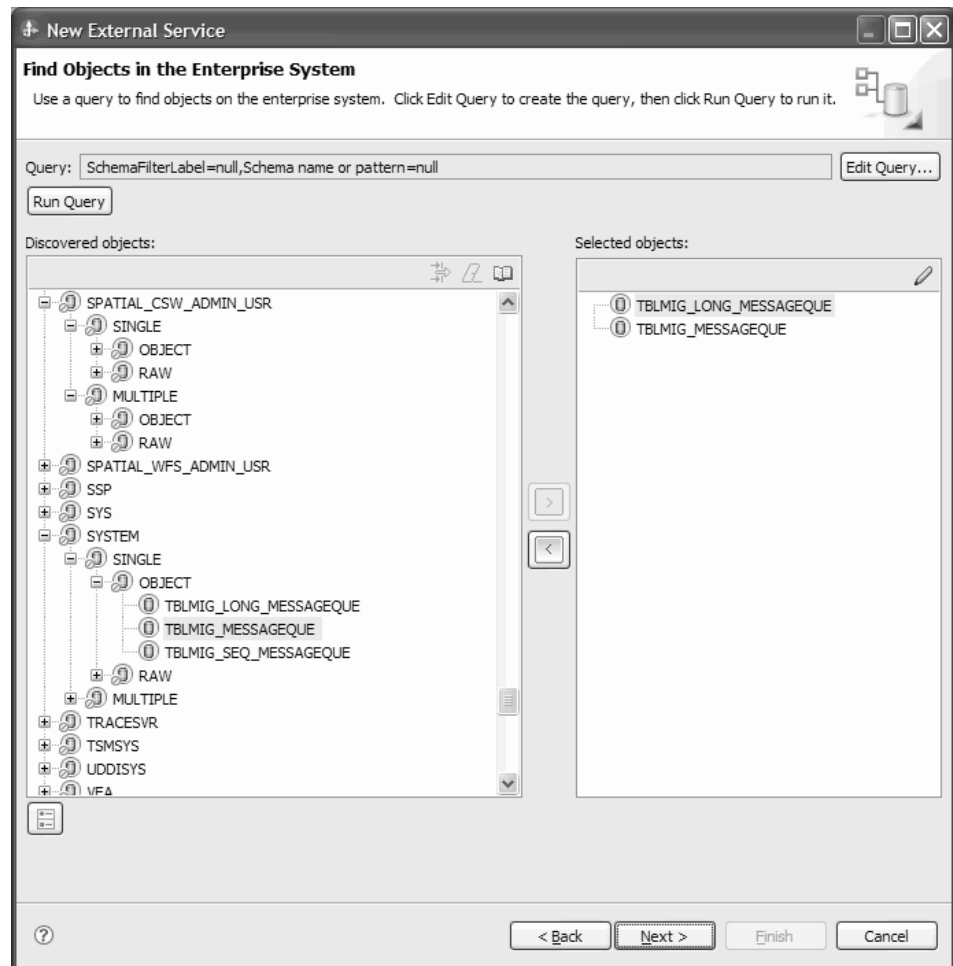 New External Service
Find Objects in the Enterprise System
Use a query to find objects on the enterprise system. Click Edit Query to create the query, then click Run Query to run it.
Query: SchemaFilterLabel=null,Schema name or pattern=null Edit Query...
Run Query
Discovered objects:
SPATIAL_CSW_ADMIN_USR
SINGLE
OBJECT
RAW
MULTIPLE
OBJECT
RAW
SPATIAL_WFS_ADMIN_USR
SSP
SYS
SYSTEM
SINGLE
OBJECT
TBLMIG_LONG_MESSAGEQUE
TBLMIG_MESSAGEQUE
TBLMIG_SEQ_MESSAGEQUE
RAW
MULTIPLE
TRACESVR
TSMSYS
UDDISYS
VEA
Selected objects:
TBLMIG_LONG_MESSAGEQUE
TBLMIG_MESSAGEQUE
>
<
? < Back Next > Finish Cancel